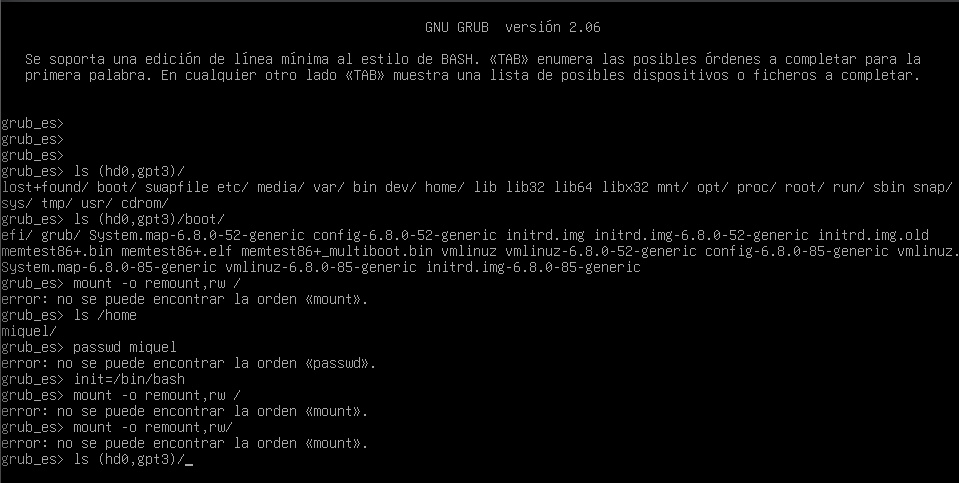 GNU GRUB versión 2.06
Se soporta una edición de línea mínima al estilo de BASH. «TAB» enumera las posibles órdenes a completar para la
primera palabra. En cualquier otro lado «TAB» muestra una lista de posibles dispositivos o ficheros a completar.
grub_es>
grub_es>
grub_es>
grub_es> ls (hd0,gpt3)/
lost+found/ boot/ swapfile etc/ media/ var/ bin dev/ home/ lib lib32 lib64 libx32 mnt/ opt/ proc/ root/ run/ sbin snap/ srv/
sys/ tmp/ usr/ cdrom/
grub_es> ls (hd0,gpt3)/boot/
efi/ grub/ System.map-6.8.0-52-generic config-6.8.0-52-generic initrd.img initrd.img-6.8.0-52-generic initrd.img.old
memtest86+.bin memtest86+.elf memtest86+_multiboot.bin vmlinuz vmlinuz-6.8.0-52-generic config-6.8.0-85-generic vmlinuz.
System.map-6.8.0-85-generic vmlinuz-6.8.0-85-generic initrd.img-6.8.0-85-generic
grub_es> mount -o remount,rw /
error: no se puede encontrar la orden «mount».
grub_es> ls /home
miquel/
grub_es> passwd miquel
error: no se puede encontrar la orden «passwd».
grub_es> init=/bin/bash
grub_es> mount -o remount,rw /
error: no se puede encontrar la orden «mount».
grub_es> mount -o remount,rw/
error: no se puede encontrar la orden «mount».
grub_es> ls (hd0,gpt3)/_